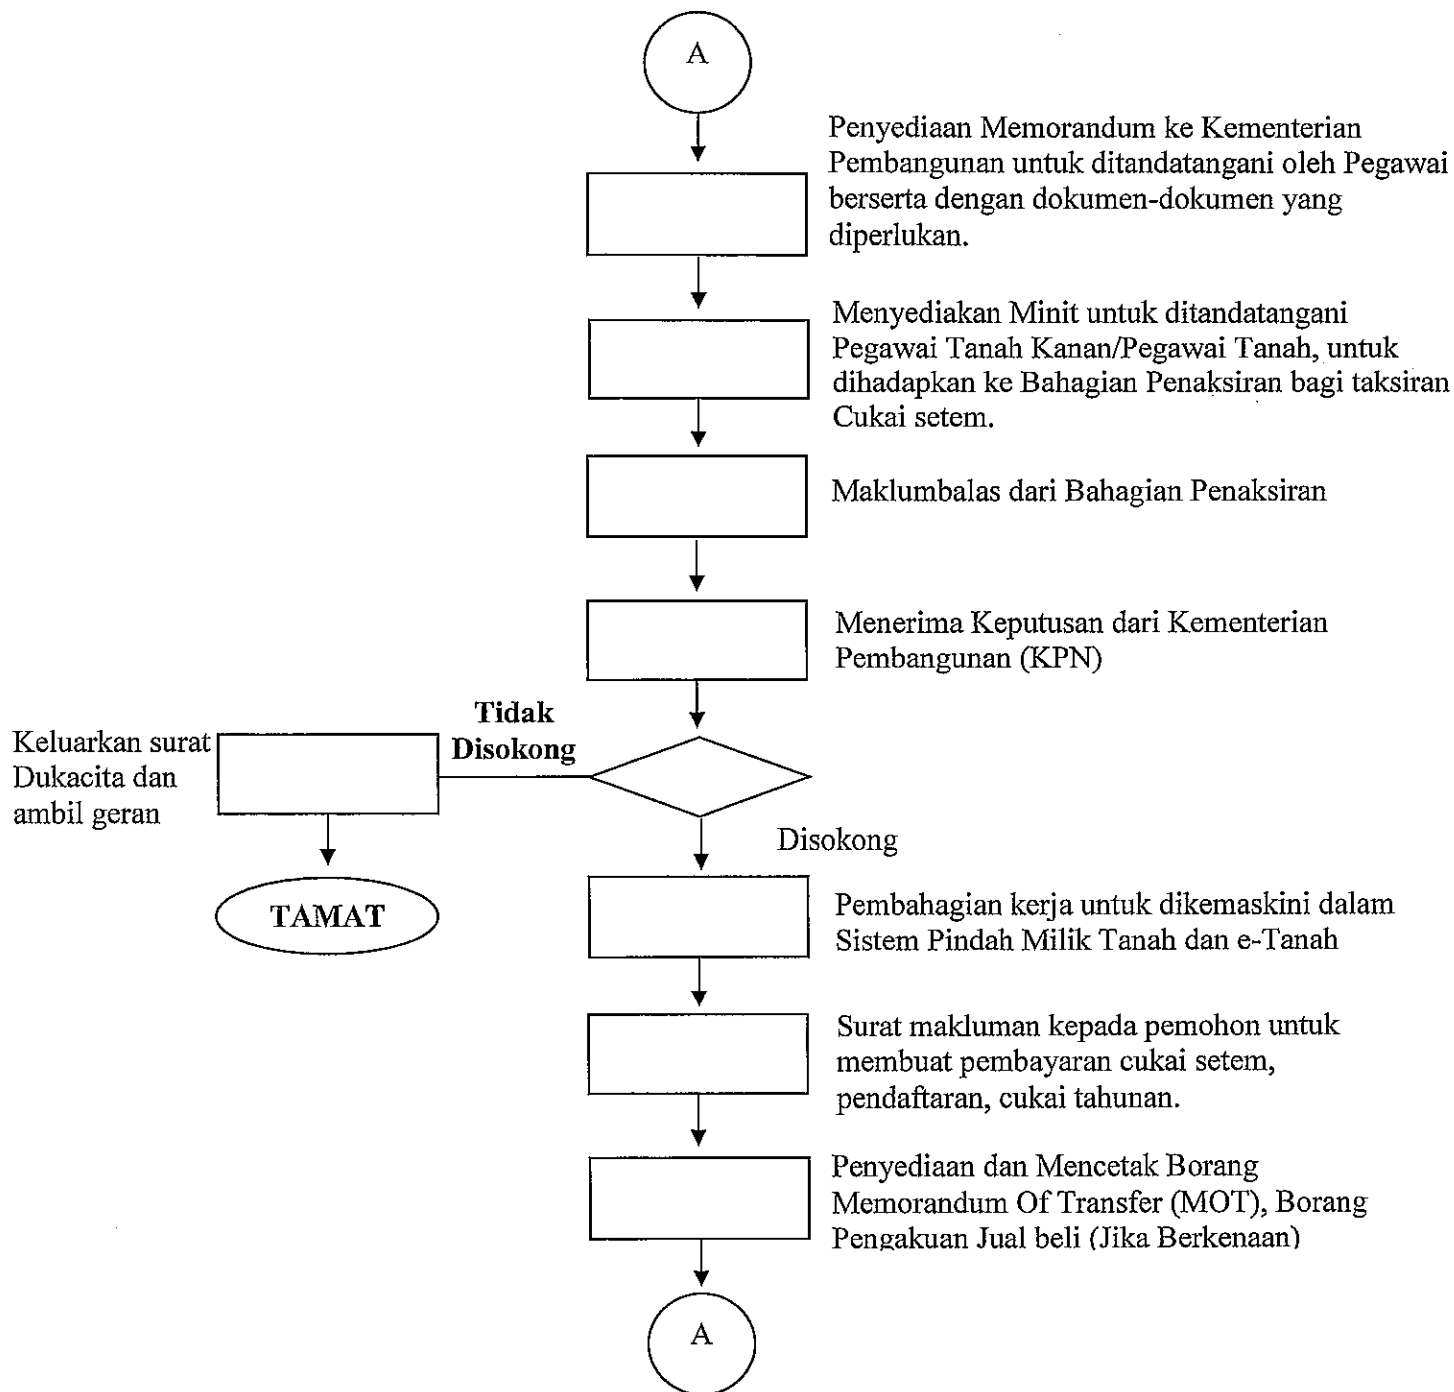 A
Penyediaan Memorandum ke Kementerian
Pembangunan untuk ditandatangani oleh Pegawai
berserta dengan dokumen-dokumen yang
diperlukan.
Menyediakan Minit untuk ditandatangani
Pegawai Tanah Kanan/Pegawai Tanah, untuk
dihadapkan ke Bahagian Penaksiran bagi taksiran
Cukai setem.
Maklumbalas dari Bahagian Penaksiran
Menerima Keputusan dari Kementerian
Pembangunan (KPN)
Tidak
Disokong
Keluarkan surat
Dukacita dan
ambil geran
TAMAT
Disokong
Pembahagian kerja untuk dikemaskini dalam
Sistem Pindah Milik Tanah dan e-Tanah
Surat makluman kepada pemohon untuk
membuat pembayaran cukai setem,
pendaftaran, cukai tahunan.
Penyediaan dan Mencetak Borang
Memorandum Of Transfer (MOT), Borang
Pengakuan Jual beli (Jika Berkenaan)
A